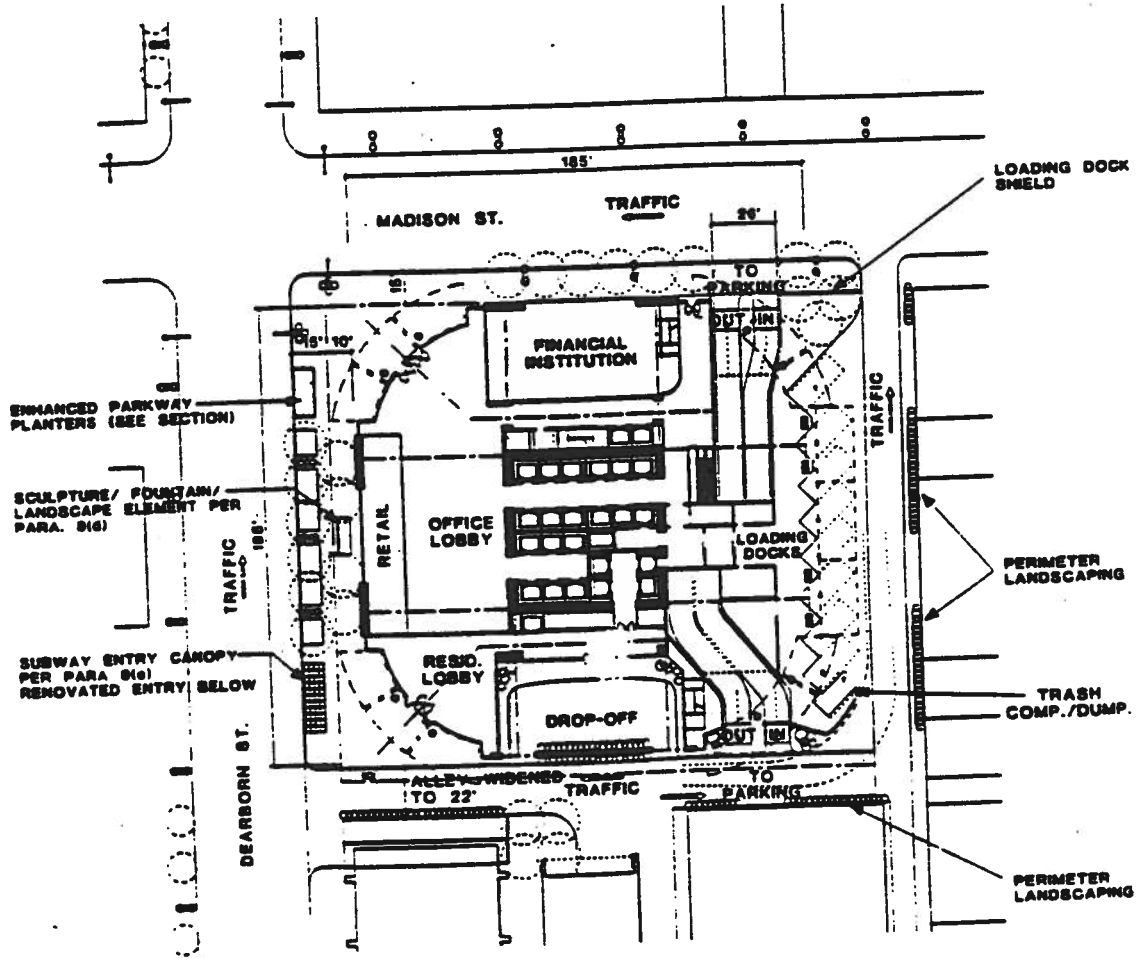 185'
LOADING DOCK
SHIELD
TRAFFIC
MADISON ST.
26'
TO
PARKING
15'
OUT
IN
FINANCIAL
INSTITUTION
15' 10"
ENHANCED PARKWAY
PLANTERS (SEE SECTION)
TRAFFIC
SCULPTURE/ FOUNTAIN/
LANDSCAPE ELEMENT PER
PARA. 9(d)
RETAIL
OFFICE
LOBBY
LOADING
DOCKS
TRAFFIC
PERIMETER
LANDSCAPING
SUBWAY ENTRY CANOPY
PER PARA 9(e)
RENOVATED ENTRY BELOW
RESID.
LOBBY
DROP-OFF
OUT
IN
TRASH
COMP./DUMP.
DEARBORN ST.
ALLEY WIDENED
TO 22'
TRAFFIC
TO
PARKING
PERIMETER
LANDSCAPING